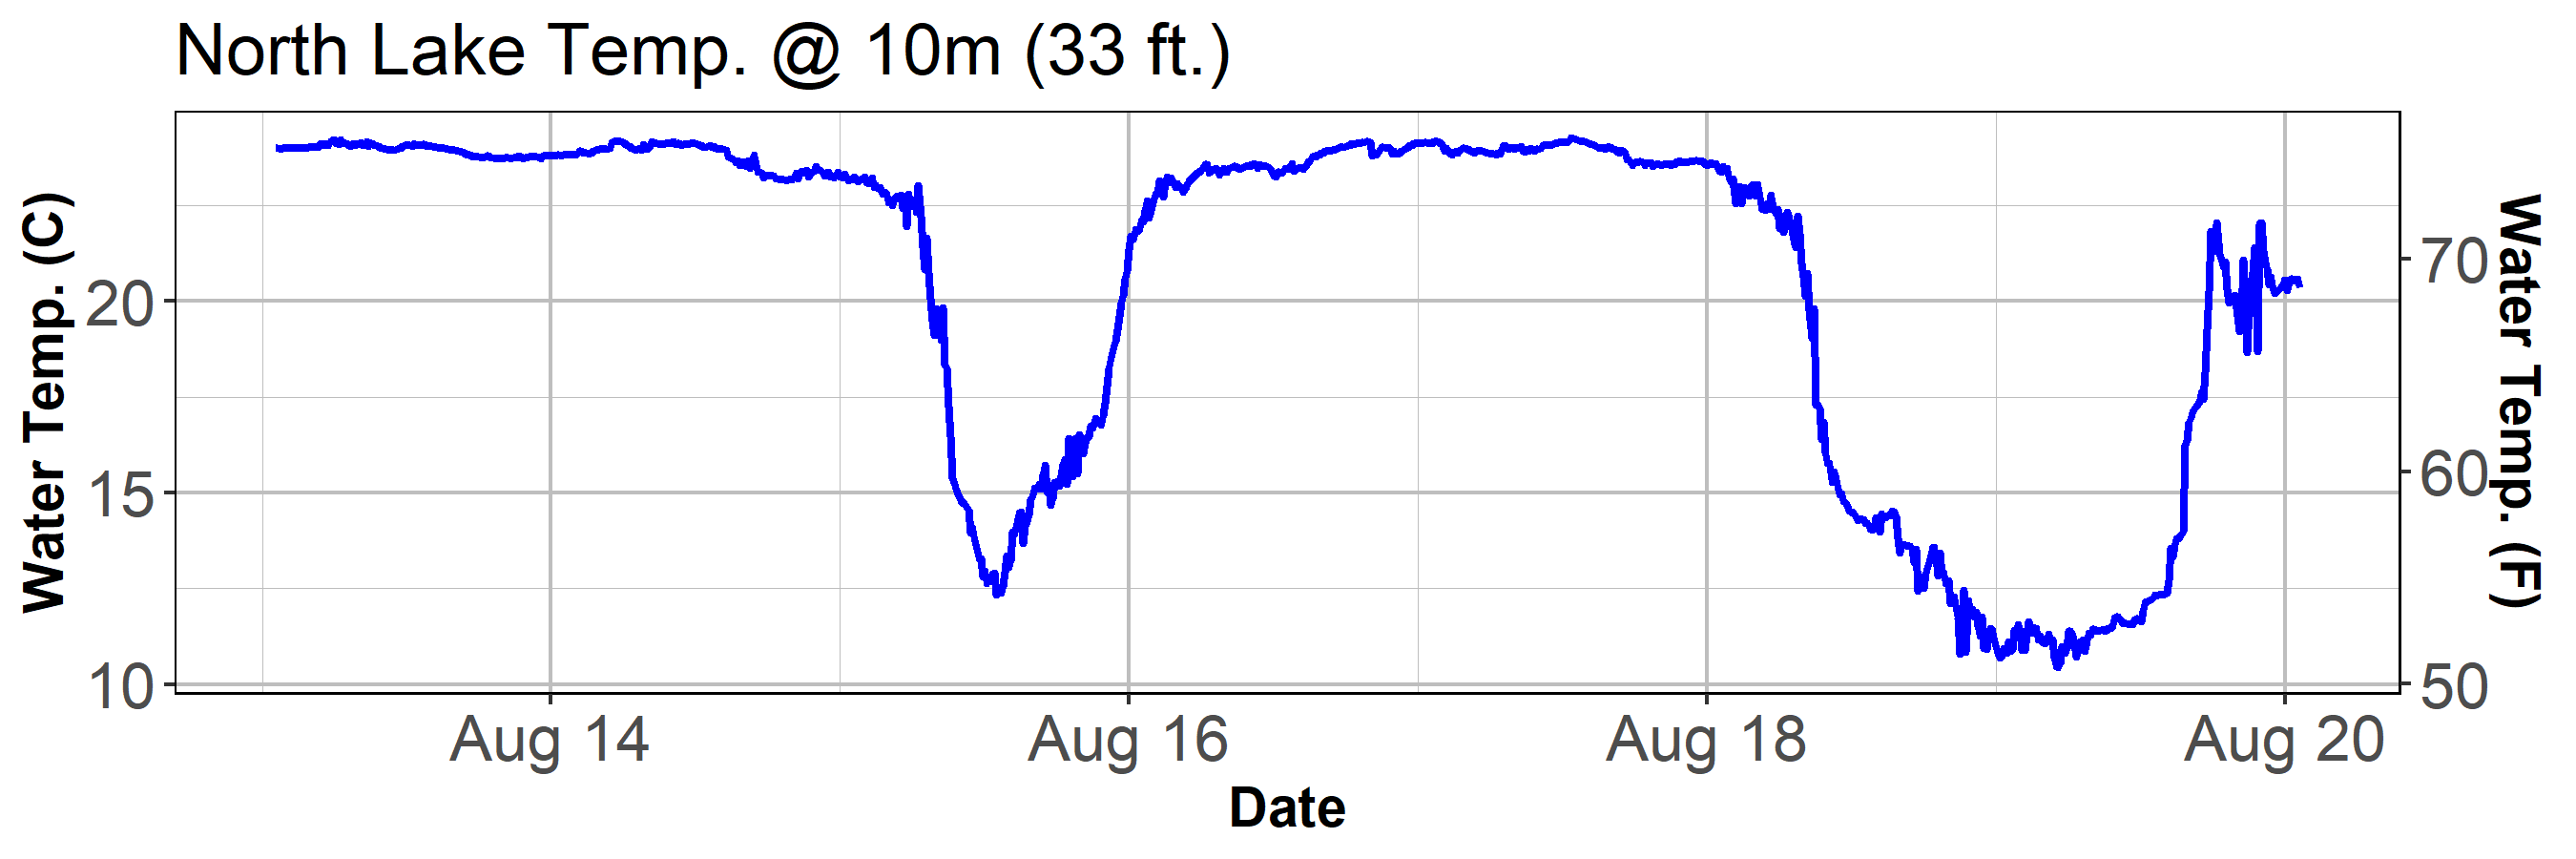 North Lake Temp. @ 10m (33 ft.)
Water Temp. (C)
20
15
10
70
60
50
Water Temp. (F)
Aug 14 Aug 16 Aug 18 Aug 20
Date